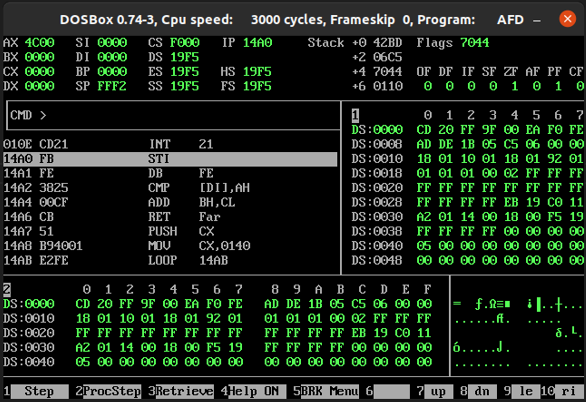 DOSBox 0.74-3, Cpu speed: 3000 cycles, Frameskip 0, Program: AFD
AX 4C00 SI 0000 CS F000 IP 14A0 Stack +0 42BD Flags 7044
BX 0000 DI 0000 DS 19F5 +2 06C5
CX 0000 BP 0000 ES 19F5 HS 19F5 +4 7044 OF DF IF SF ZF AF PF CF
DX 0000 SP FFF2 SS 19F5 FS 19F5 +6 0110 0 0 0 0 1 0 1 0
CMD >
1 0 1 2 3 4 5 6 7
DS:0000 CD 20 FF 9F 00 EA F0 FE
010E CD21 INT 21 DS:0008 AD DE 1B 05 C5 06 00 00
14A0 FB STI DS:0010 18 01 10 01 18 01 92 01
14A1 FE DB FE DS:0018 01 01 01 00 02 FF FF FF
14A2 3825 CMP [DI],AH DS:0020 FF FF FF FF FF FF FF FF
14A4 00CF ADD BH,CL DS:0028 FF FF FF FF EB 19 C0 11
14A6 CB RET Far DS:0030 A2 01 14 00 18 00 F5 19
14A7 51 PUSH CX DS:0038 FF FF FF FF 00 00 00 00
14A8 B94001 MOV CX,0140 DS:0040 05 00 00 00 00 00 00 00
14AB E2FE LOOP 14AB DS:0048 00 00 00 00 00 00 00 00
2 0 1 2 3 4 5 6 7 8 9 A B C D E F
DS:0000 CD 20 FF 9F 00 EA F0 FE AD DE 1B 05 C5 06 00 00
DS:0010 18 01 10 01 18 01 92 01 01 01 01 00 02 FF FF FF
DS:0020 FF FF FF FF FF FF FF FF FF FF FF FF EB 19 C0 11
DS:0030 A2 01 14 00 18 00 F5 19 FF FF FF FF 00 00 00 00
DS:0040 05 00 00 00 00 00 00 00 00 00 00 00 00 00 00 00
1 Step 2ProcStep 3Retrieve 4Help ON 5BRK Menu 6 7 up 8 dn 9 le 10 ri